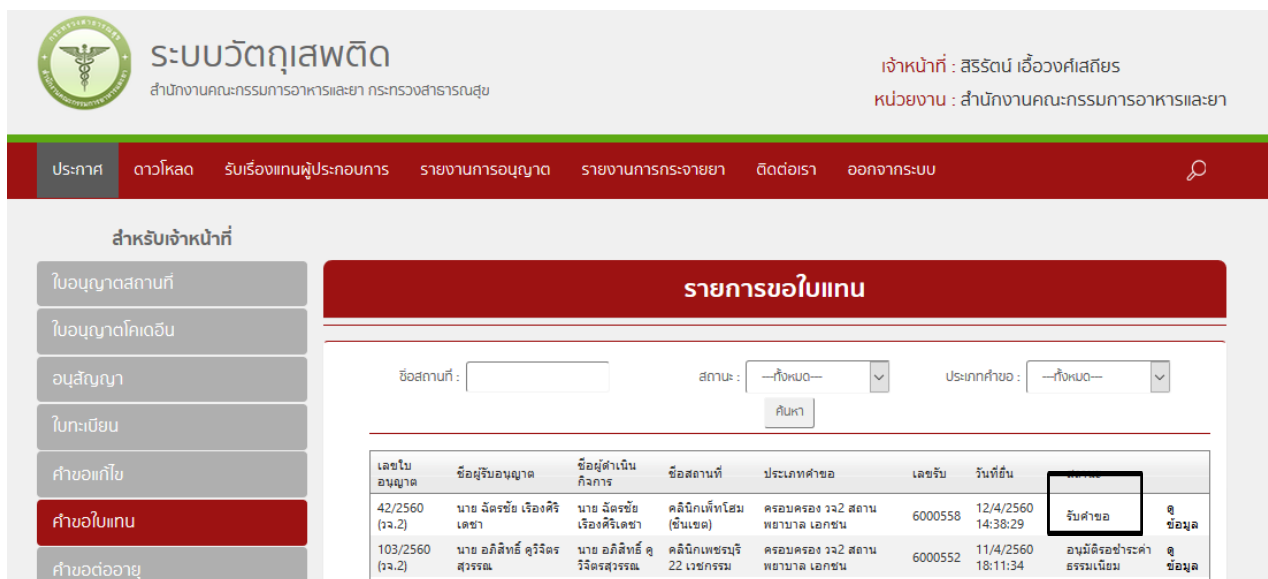 ระบบวัตถุเสพติด
สำนักงานคณะกรรมการอาหารและยา กระทรวงสาธารณสุข
เจ้าหน้าที่ : สิริรัตน์ เอื้อวงศ์เสถียร
หน่วยงาน : สำนักงานคณะกรรมการอาหารและยา
ประกาศ ดาวโหลด รับเรื่องแทนผู้ประกอบการ รายงานการอนุญาต รายงานการกระจายยา ติดต่อเรา ออกจากระบบ
สำหรับเจ้าหน้าที่
ใบอนุญาตสถานที่
ใบอนุญาตโคเดอีน
อนุสัญญา
ใบทะเบียน
คำขอแก้ไข
คำขอใบแทน
คำขอต่ออายุ
รายการขอใบแทน
ชื่อสถานที่ : สถานะ : ---ทั้งหมด--- ประเภทคำขอ : ---ทั้งหมด---
ค้นหา
เลขใบ ชื่อผู้รับอนุญาต ชื่อผู้ดำเนิน ชื่อสถานที่ ประเภทคำขอ เลขรับ วันที่ยื่น
อนุญาต กิจการ
42/2560 นาย ฉัตรชัย เรืองศิริ นาย ฉัตรชัย คลินิกเพ็ทโฮม ครอบครอง วจ2 สถาน 6000558 12/4/2560 รับคำขอ ดู
(วจ.2) เดชา เรืองศิริเดชา (ชั้นเขต) พยาบาล เอกชน 14:38:29 ข้อมูล
103/2560 นาย อภิสิทธิ์ ดูวิจิตร นาย อภิสิทธิ์ ดู คลินิกเพชรบุรี ครอบครอง วจ2 สถาน 6000552 11/4/2560 อนุมัติรอชำระค่า ดู
(วจ.2) สุวรรณ วิจิตรสุวรรณ 22 เวชกรรม พยาบาล เอกชน 18:11:34 ธรรมเนียม ข้อมูล